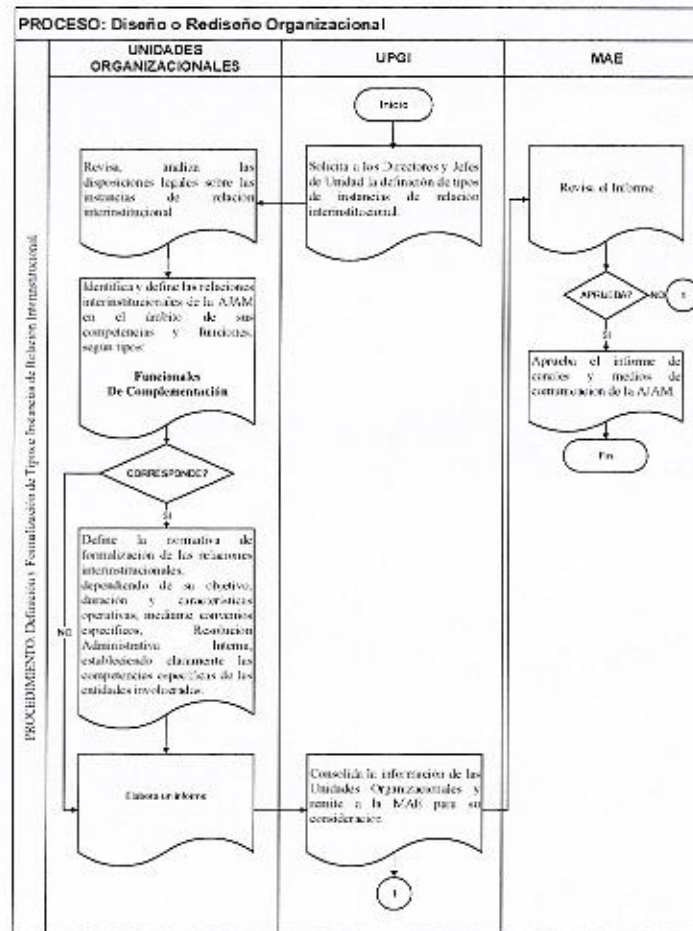 PROCESO: Diseño o Rediseño Organizacional
UNIDADES
ORGANIZACIONALES
UPGI
MAE
PROCEDIMIENTO: Definición y Formalización de Tipos e Instancias de Relación Interinstitucional
Inicio
Solicita a los Directores y Jefes
de Unidad la definición de tipos
de instancias de relación
interinstitucional.
Revisa, analiza las
disposiciones legales sobre las
instancias de relación
interinstitucional
Identifica y define las relaciones
interinstitucionales de la AJAM
en el ámbito de sus
competencias y funciones,
según tipos:
Funcionales
De Complementación
CORRESPONDE?
SI
NO
Define la normativa de
formalización de las relaciones
interinstitucionales,
dependiendo de su objetivo,
duración y características
operativas, mediante convenios
específicos, Resolución
Administrativa Interna,
estableciendo claramente las
competencias específicas de las
entidades involucradas.
Elabora un informe
Consolida la información de las
Unidades Organizacionales y
remite a la MAE para su
consideración
1
Revisa el Informe
APRUEBA?
NO
SI
Aprueba el informe de
canales y medios de
comunicación de la AJAM.
Fin